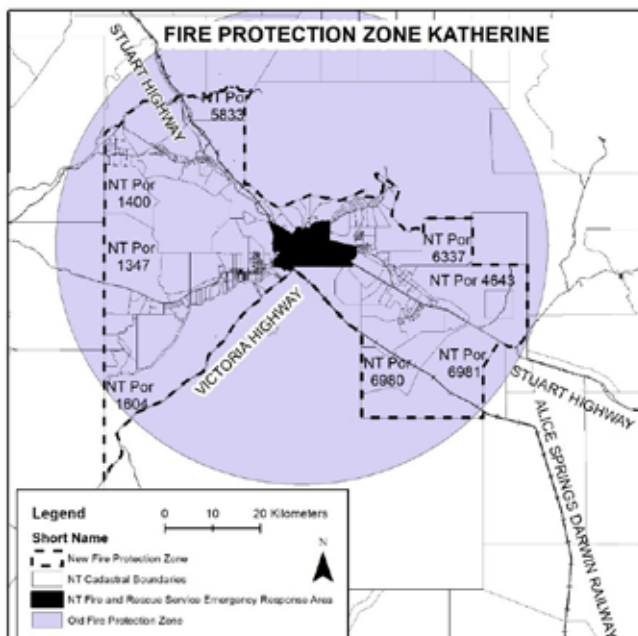 FIRE PROTECTION ZONE KATHERINE
STUART HIGHWAY
NT Por
5833
NT Por
1400
NT Por
1347
NT Por
6337
NT Por 4643
VICTORIA HIGHWAY
NT Por
1604
NT Por
6980
NT Por
6981
STUART HIGHWAY
ALICE SPRINGS DARWIN RAILWAY
Legend
0 10 20 Kilometers
Short Name
N
New Fire Protection Zone
NT Cadastral Boundaries
NT Fire and Rescue Service Emergency Response Area
Old Fire Protection Zone